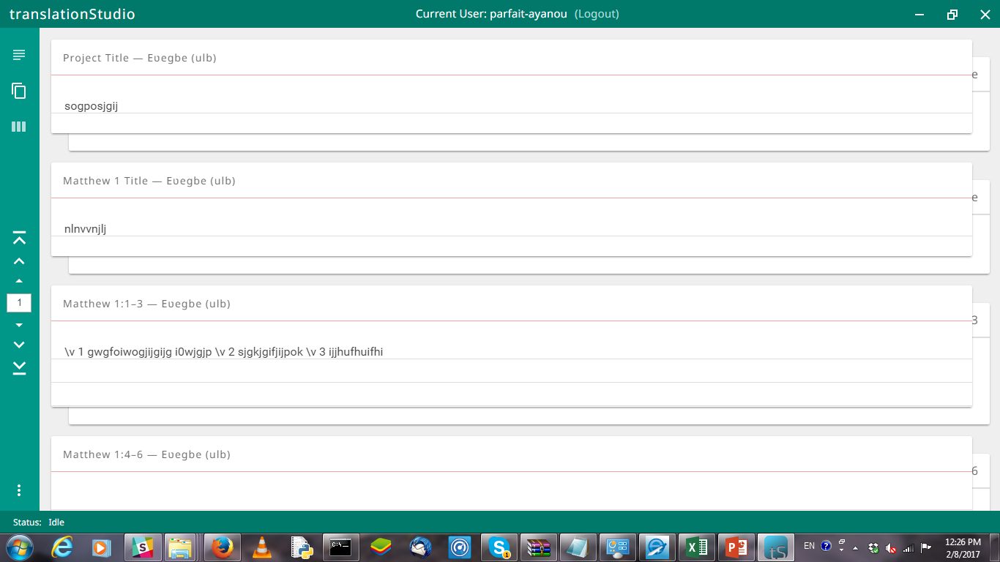 translationStudio
Current User: parfait-ayanou (Logout)
Project Title — Eʋegbe (ulb)
e
sogposjgij
Matthew 1 Title — Eʋegbe (ulb)
e
nlnvvnjlj
1
Matthew 1:1–3 — Eʋegbe (ulb)
3
\v 1 gwgfoiwogjijgijg i0wjgjp \v 2 sjgkjgifjijpok \v 3 ijjhufhuifhi
Matthew 1:4–6 — Eʋegbe (ulb)
6
Status: Idle
C:\_
S
1
tS
EN
12:26 PM
2/8/2017